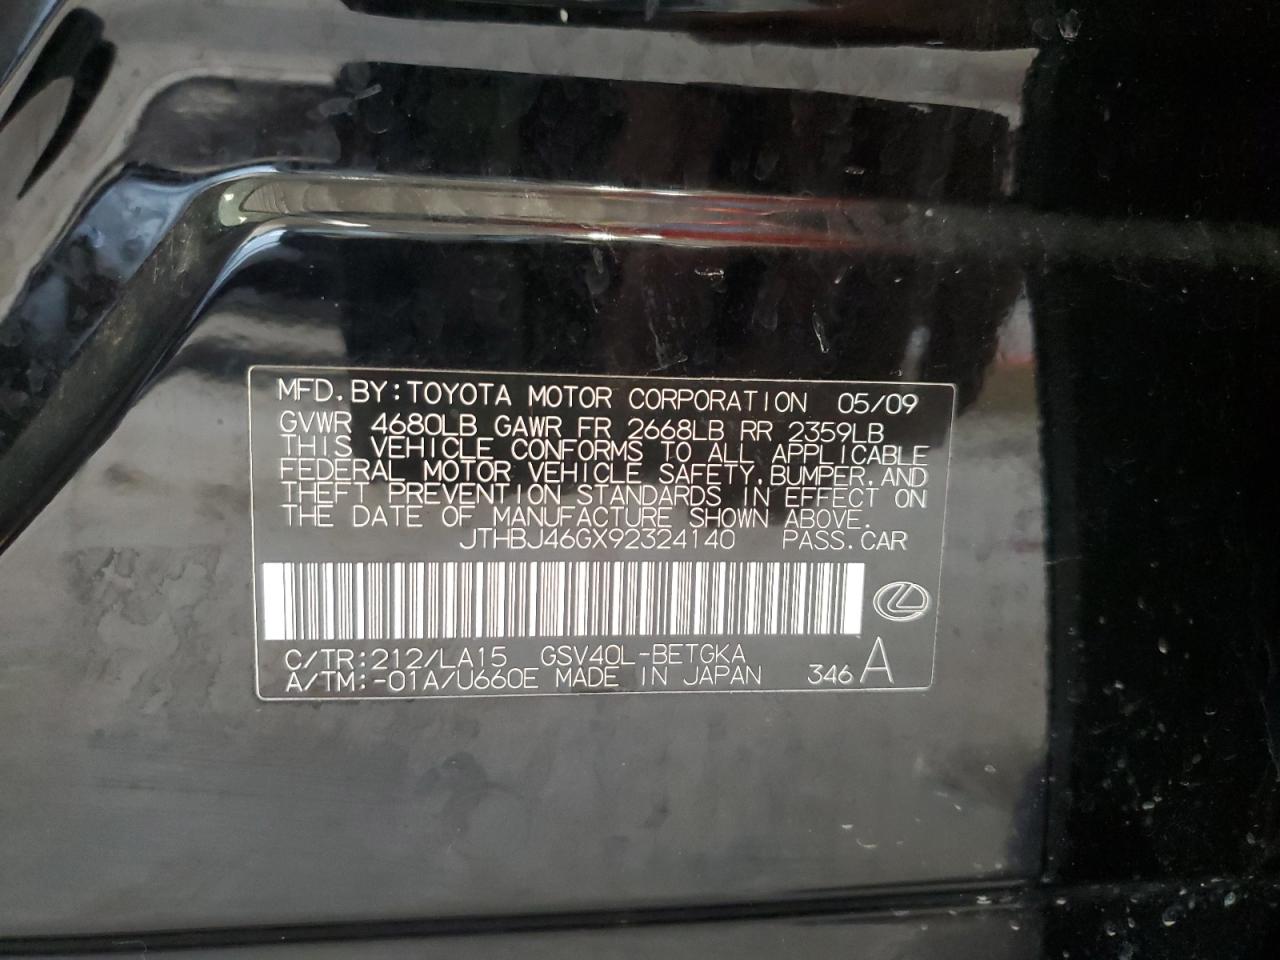 MFD. BY: TOYOTA MOTOR CORPORATION 05/09
GVWR 4680LB GAWR FR 2668LB RR 2359LB
THIS VEHICLE CONFORMS TO ALL APPLICABLE
FEDERAL MOTOR VEHICLE SAFETY, BUMPER, AND
THEFT PREVENTION STANDARDS IN EFFECT ON
THE DATE OF MANUFACTURE SHOWN ABOVE.
JTHBJ46GX92324140 PASS. CAR
C/TR: 212/LA15 GSV40L-BETGKA
A/TM: -01A/U660E MADE IN JAPAN 346 A